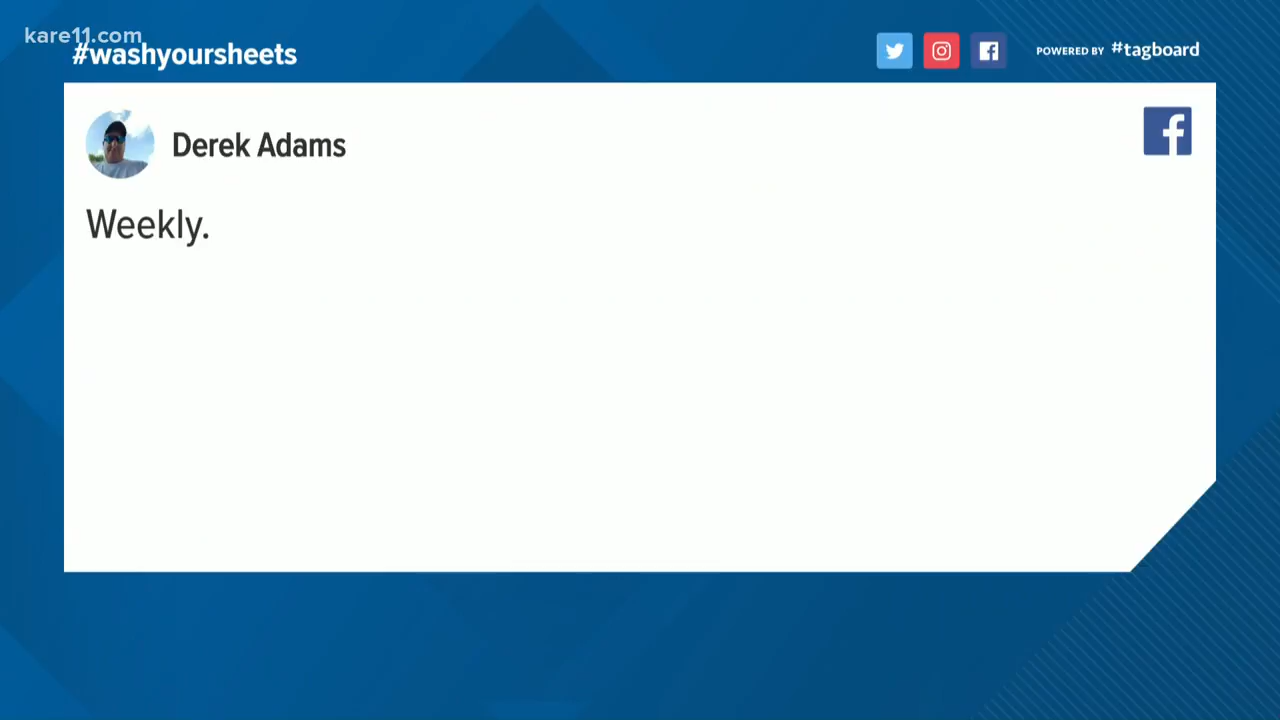 kare11.com
#washyoursheets
POWERED BY #tagboard
Derek Adams
Weekly.